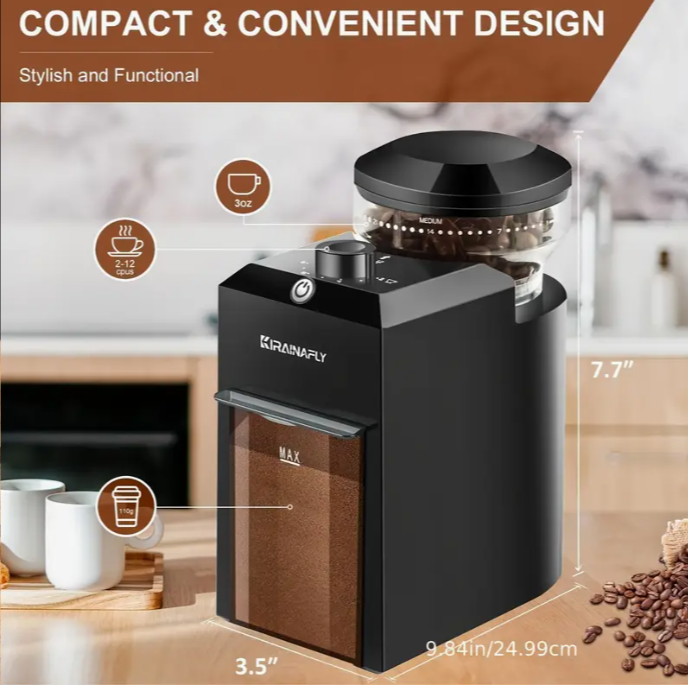 COMPACT & CONVENIENT DESIGN
Stylish and Functional
3oz
MEDIUM
14
7
2-12
cpus
KIRAINAFLY
7.7”
MAX
110g
9.84in/24.99cm
3.5”